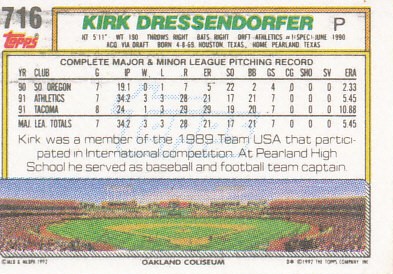 716 KIRK DRESSENDORFER P
Topps HT 5'11" WT 180 THROWS RIGHT BATS RIGHT DRFT: ATHLETICS #1(SPEC)-JUNE, 1990
ACQ VIA DRAFT BORN 4-8-69, HOUSTON, TEXAS, HOME PEARLAND TEXAS
COMPLETE MAJOR & MINOR LEAGUE PITCHING RECORD
YR CLUB G IP W L R ER SO BB GS CG SHO SV ERA
90 SO. OREGON 7 19.1 0 1 7 5 22 2 4 0 0 0 2.33
91 ATHLETICS 7 34.2 3 3 28 21 17 21 7 0 0 0 5.45
91 TACOMA 8 24 1 3 29 29 19 20 7 0 0 0 10.88
MAJ. LEA. TOTALS 7 34.2 3 3 28 21 17 21 7 0 0 0 5.45
Kirk was a member of the 1989 Team USA that partici-
pated in International competition. At Pearland High
School he served as baseball and football team captain
OAKLAND COLISEUM
© 1992 THE TOPPS COMPANY, INC.